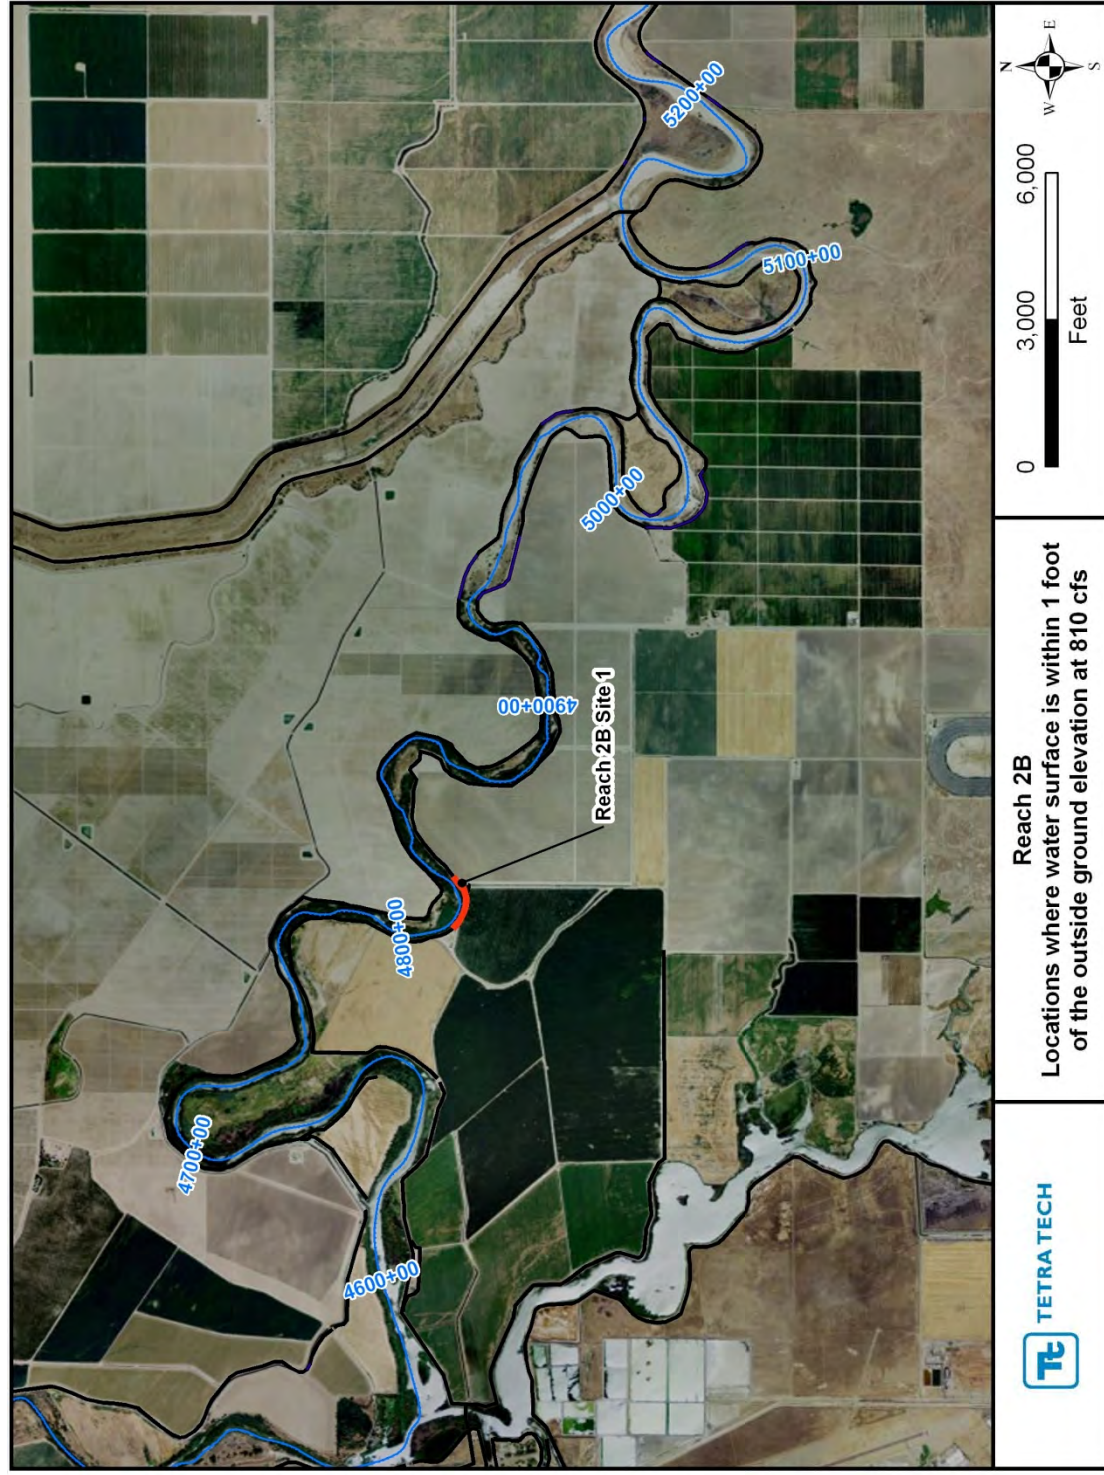 4600+00
4700+00
4800+00
4900+00
5000+00
5100+00
5200+00
Reach 2B Site 1
Tt TETRA TECH
Reach 2B
Locations where water surface is within 1 foot
of the outside ground elevation at 810 cfs
0 3,000 6,000
Feet
N
W E
S